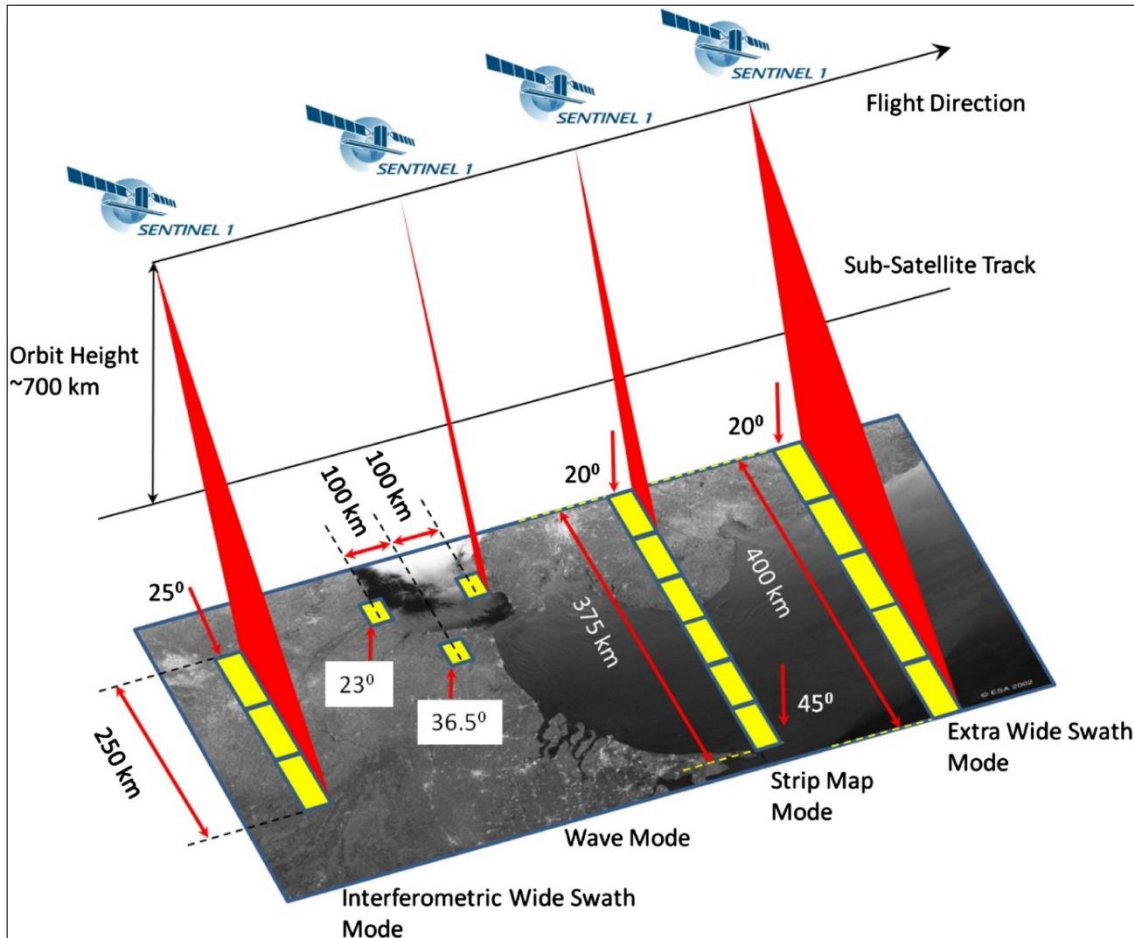 SENTINEL 1
SENTINEL 1
SENTINEL 1
SENTINEL 1
Flight Direction
Sub-Satellite Track
Orbit Height
~700 km
100 km
100 km
20⁰
20⁰
25⁰
375 km
400 km
23⁰
36.5⁰
45⁰
250 km
© ESA 2002
Extra Wide Swath
Mode
Strip Map
Mode
Wave Mode
Interferometric Wide Swath
Mode